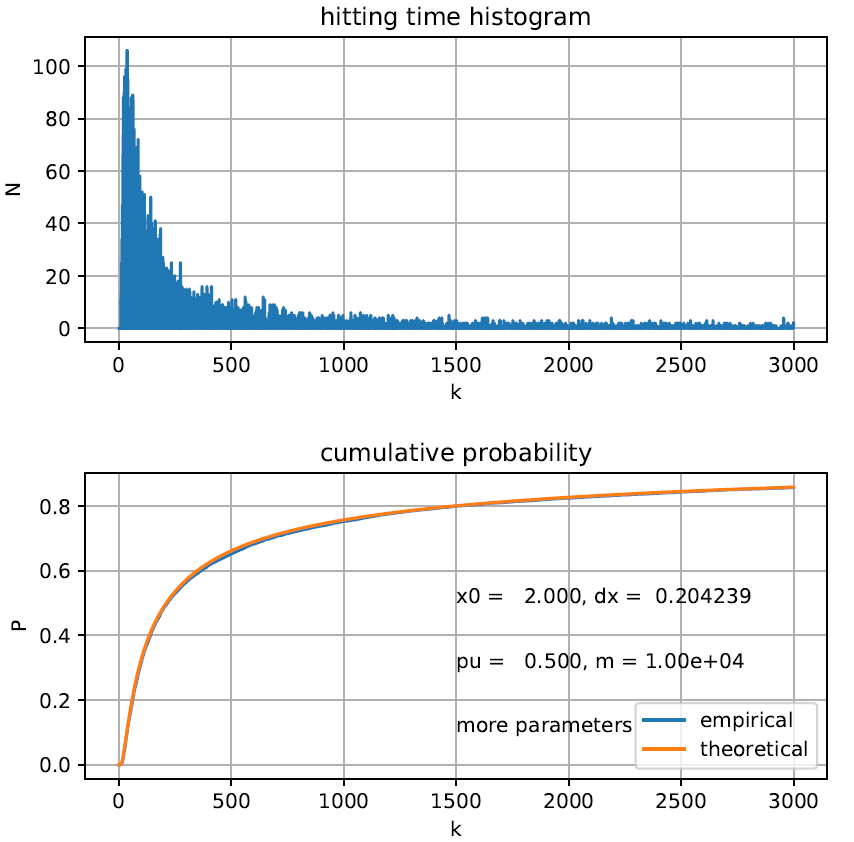 hitting time histogram
100
80
60
40
20
0
N
0 500 1000 1500 2000 2500 3000
k
cumulative probability
0.8
0.6
0.4
0.2
0.0
P
x0 =   2.000, dx =  0.204239
pu =   0.500, m = 1.00e+04
more parameters
empirical
theoretical
0 500 1000 1500 2000 2500 3000
k